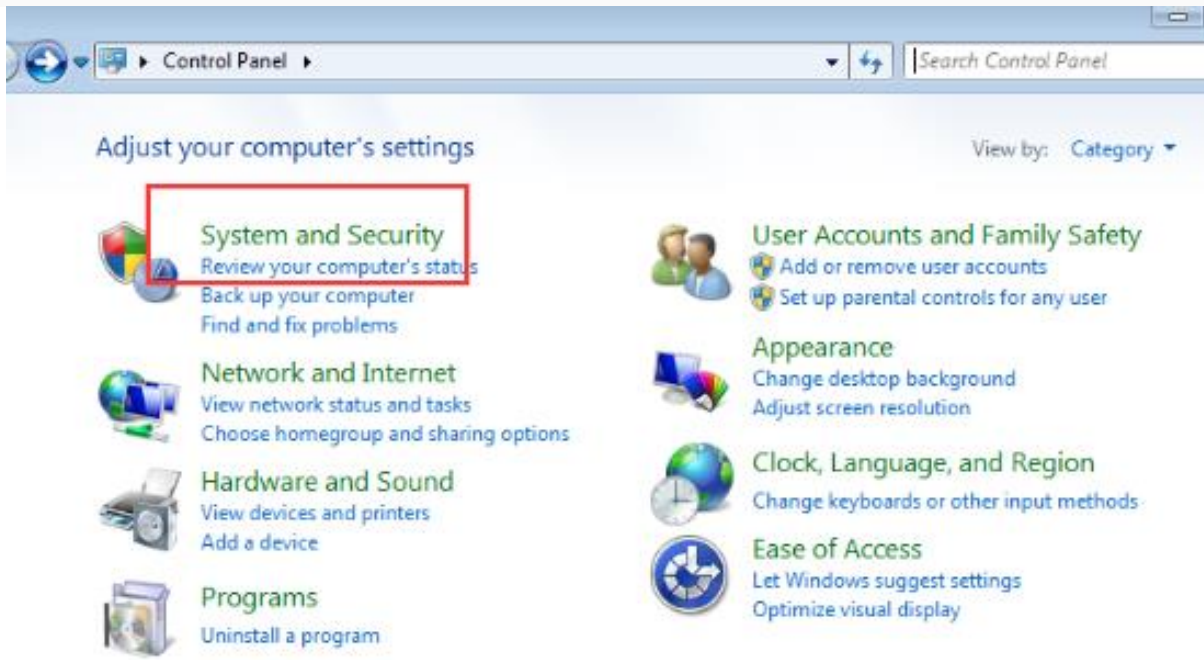 Control Panel
Search Control Panel
Adjust your computer's settings
View by: Category
System and Security
Review your computer's status
Back up your computer
Find and fix problems
Network and Internet
View network status and tasks
Choose homegroup and sharing options
Hardware and Sound
View devices and printers
Add a device
Programs
Uninstall a program
User Accounts and Family Safety
Add or remove user accounts
Set up parental controls for any user
Appearance
Change desktop background
Adjust screen resolution
Clock, Language, and Region
Change keyboards or other input methods
Ease of Access
Let Windows suggest settings
Optimize visual display